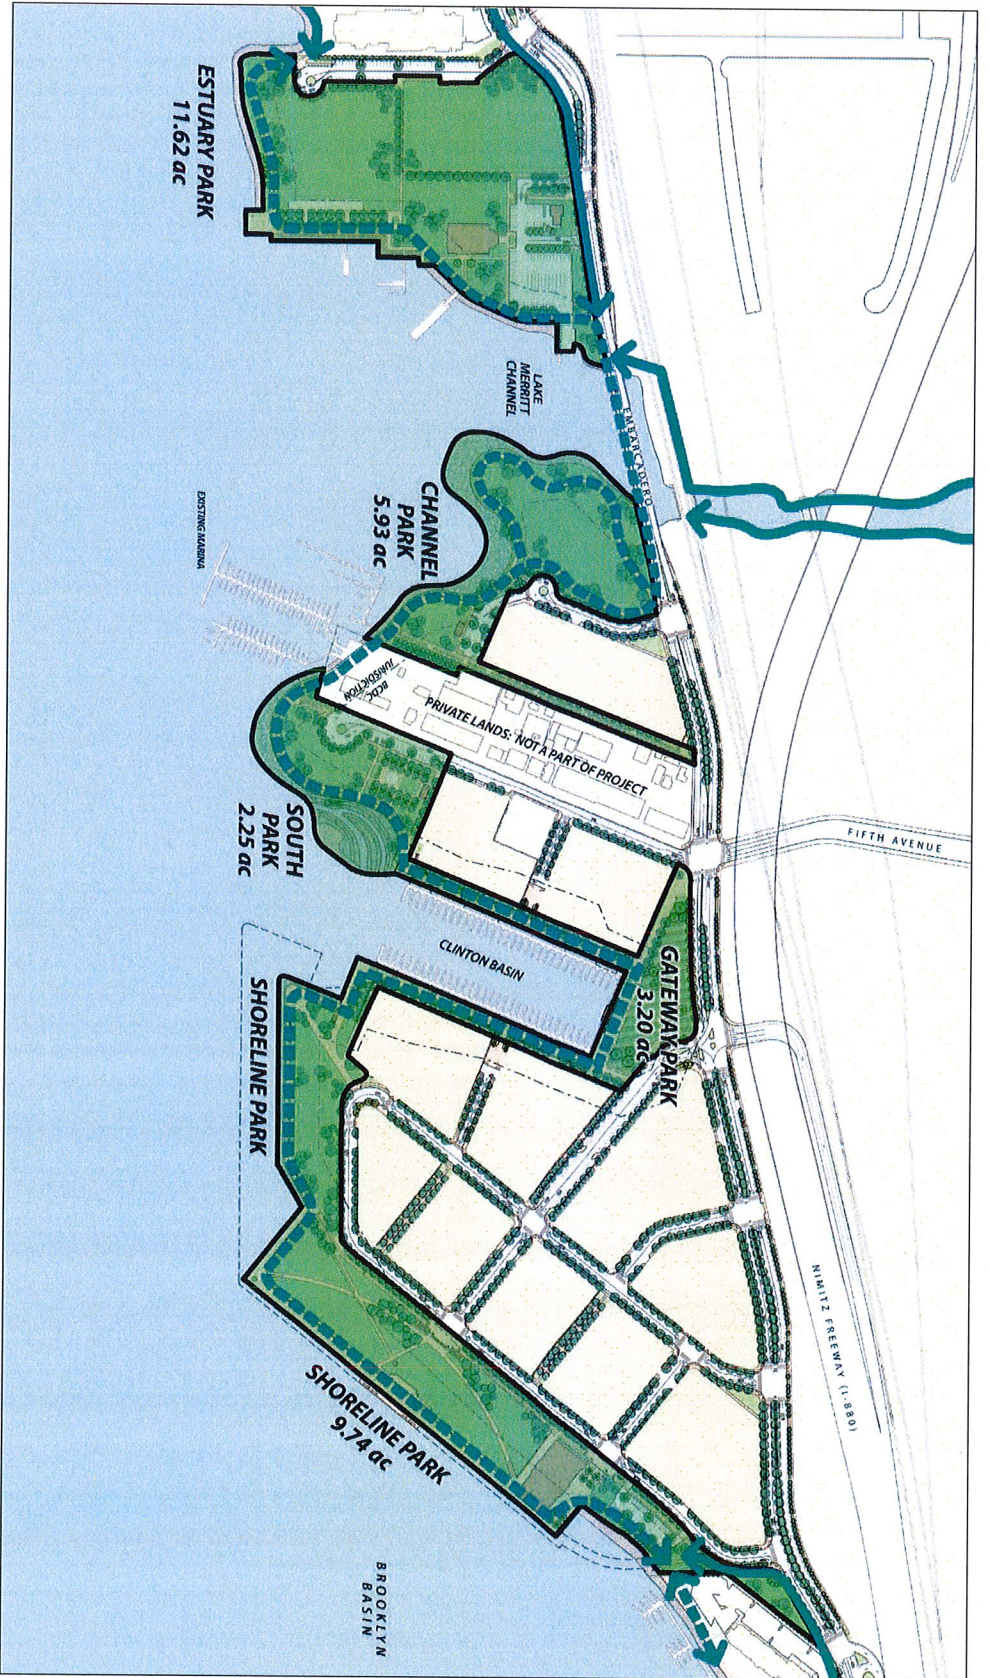 ESTUARY PARK
11.62 ac
LAKE
MERRITT
CHANNEL
EMBARCADERO
CHANNEL
PARK
5.93 ac
EXISTING MARINA
BCDC
JURISDICTION
PRIVATE LANDS: NOT A PART OF PROJECT
FIFTH AVENUE
SOUTH
PARK
2.25 ac
CLINTON BASIN
GATEWAY PARK
3.20 ac
SHORELINE PARK
NIMITZ FREEWAY (I-880)
SHORELINE PARK
9.74 ac
BROOKLYN
BASIN